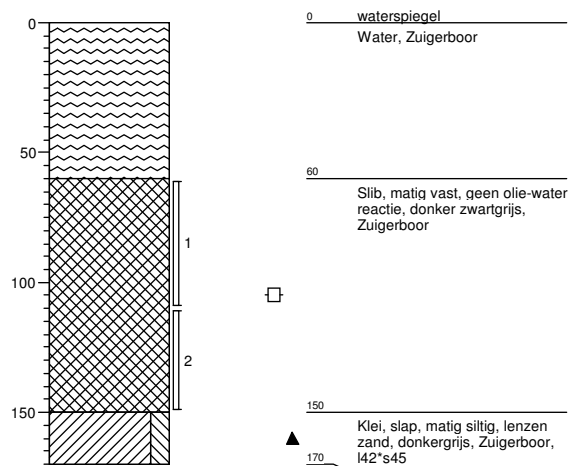 0
50
100
150
1
2
0 waterspiegel
Water, Zuigerboor
60
Slib, matig vast, geen olie-water
reactie, donker zwartgrijs,
Zuigerboor
150
Klei, slap, matig siltig, lenzen
zand, donkergrijs, Zuigerboor,
l42*s45
170